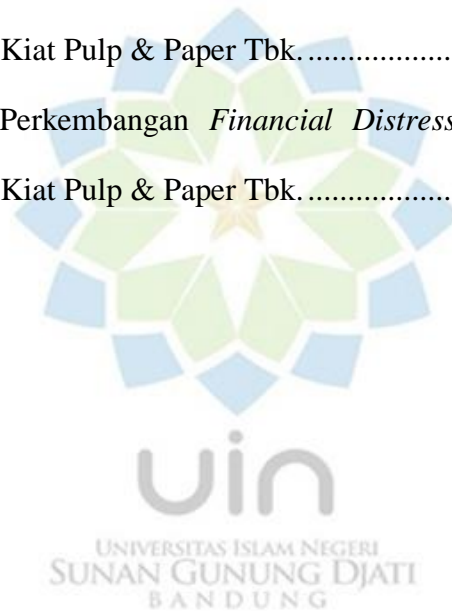 Kiat Pulp & Paper Tbk. ..................
Perkembangan Financial Distress
Kiat Pulp & Paper Tbk. ..................
uin
UNIVERSITAS ISLAM NEGERI
SUNAN GUNUNG DJATI
BANDUNG